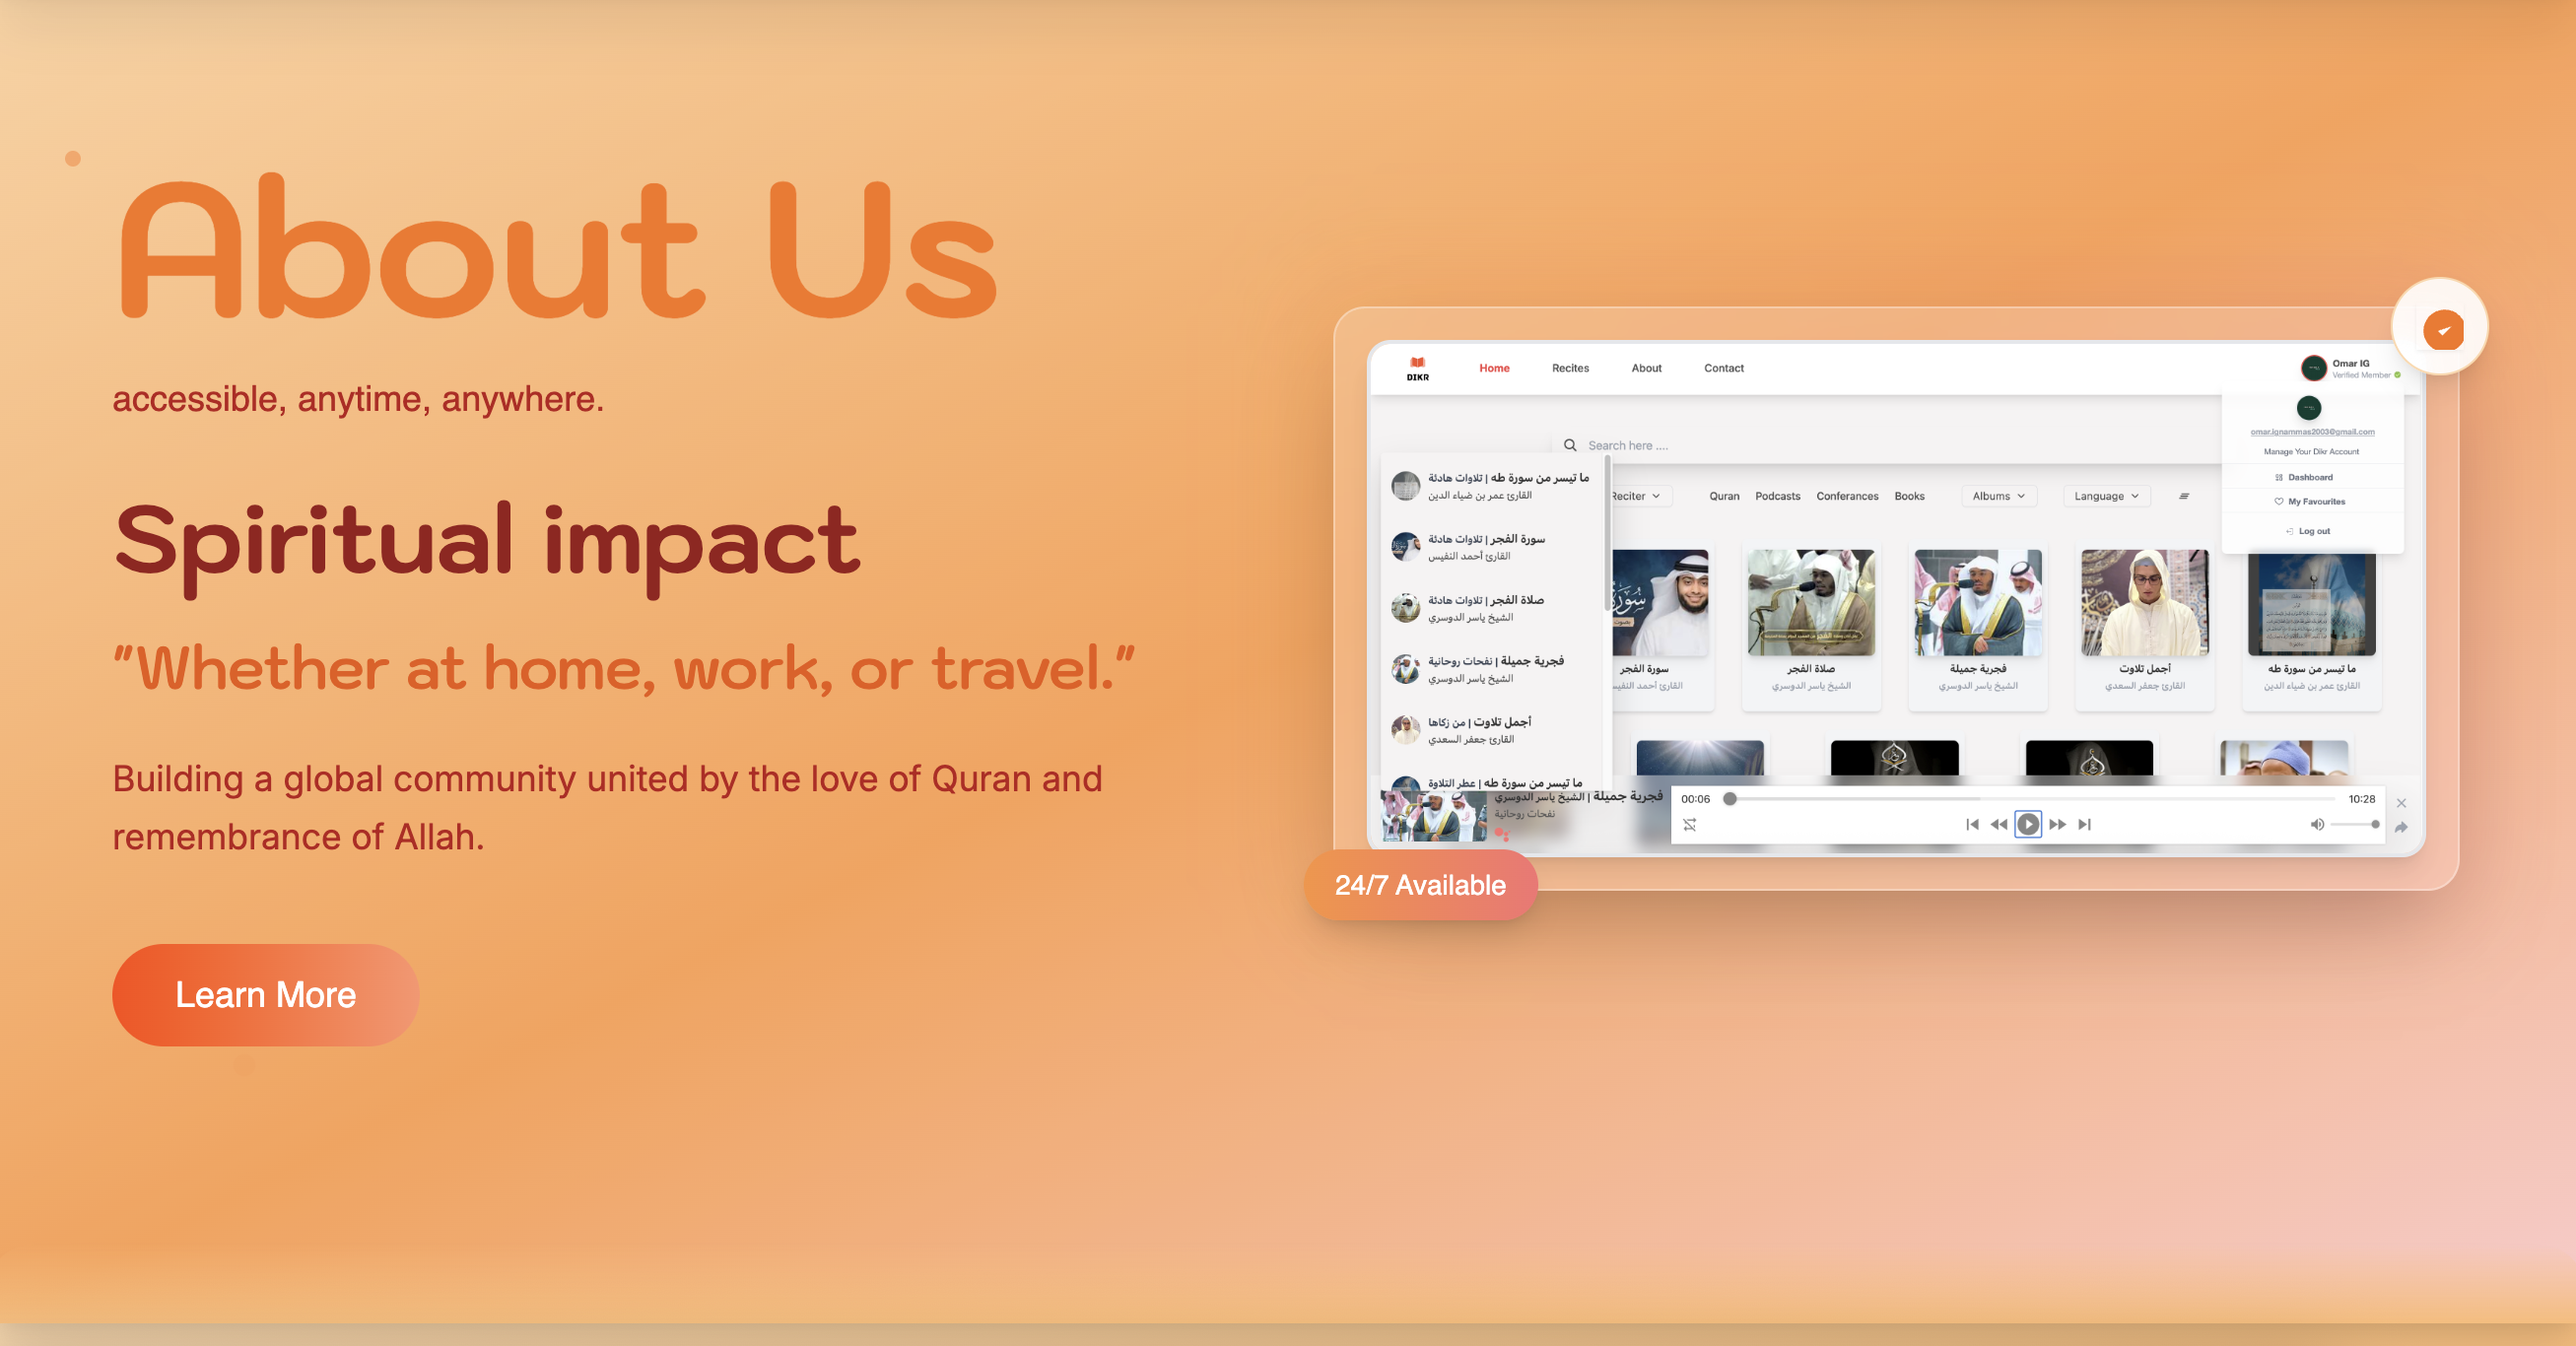 About Us
accessible, anytime, anywhere.
Spiritual impact
"Whether at home, work, or travel."
Building a global community united by the love of Quran and
remembrance of Allah.
Learn More
DIKR
Home
Recites
About
Contact
Omar IG
Verified Member
omar.ignammas2003@gmail.com
Manage Your Dikr Account
Dashboard
My Favourites
Log out
Search here ....
Reciter
Quran
Podcasts
Conferances
Books
Albums
Language
ما تيسر من سورة طه | تلاوات هادئة
القارئ عمر بن ضياء الدين
سورة الفجر | تلاوات هادئة
القارئ أحمد النفيس
صلاة الفجر | تلاوات هادئة
الشيخ ياسر الدوسري
فجرية جميلة | نفحات روحانية
الشيخ ياسر الدوسري
أجمل تلاوت | من زكاها
القارئ جعفر السعدي
ما تيسر من سورة طه | عطر التلاوة
سورة الفجر
القارئ أحمد النفيس
صلاة الفجر
الشيخ ياسر الدوسري
فجرية جميلة
الشيخ ياسر الدوسري
أجمل تلاوت
القارئ جعفر السعدي
ما تيسر من سورة طه
القارئ عمر بن ضياء الدين
فجرية جميلة | الشيخ ياسر الدوسري
نفحات روحانية
00:06
10:28
24/7 Available